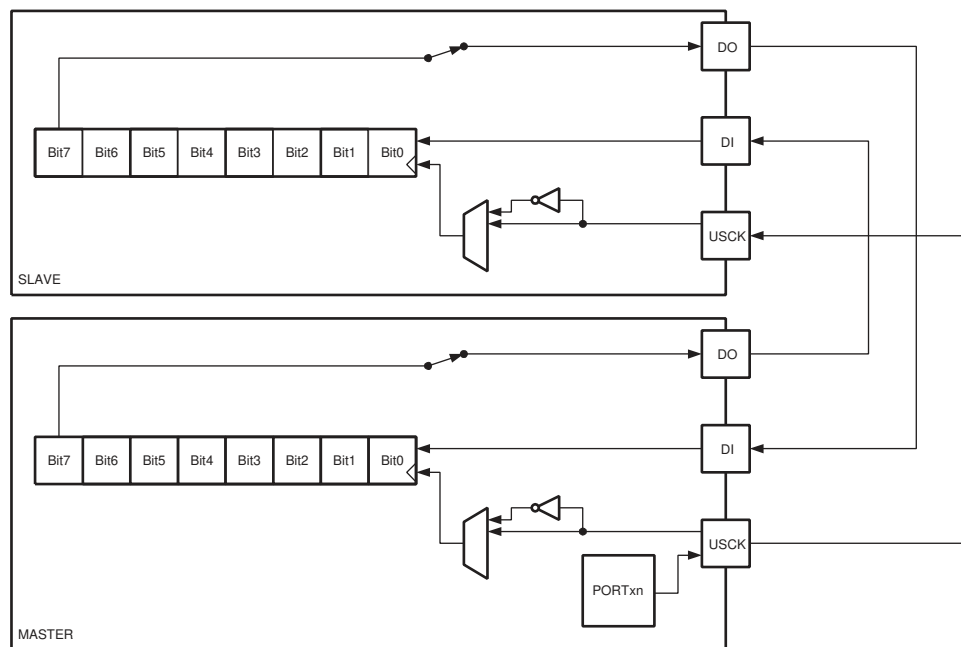 DO
Bit7 Bit6 Bit5 Bit4 Bit3 Bit2 Bit1 Bit0
DI
USCK
SLAVE
DO
Bit7 Bit6 Bit5 Bit4 Bit3 Bit2 Bit1 Bit0
DI
USCK
PORTxn
MASTER